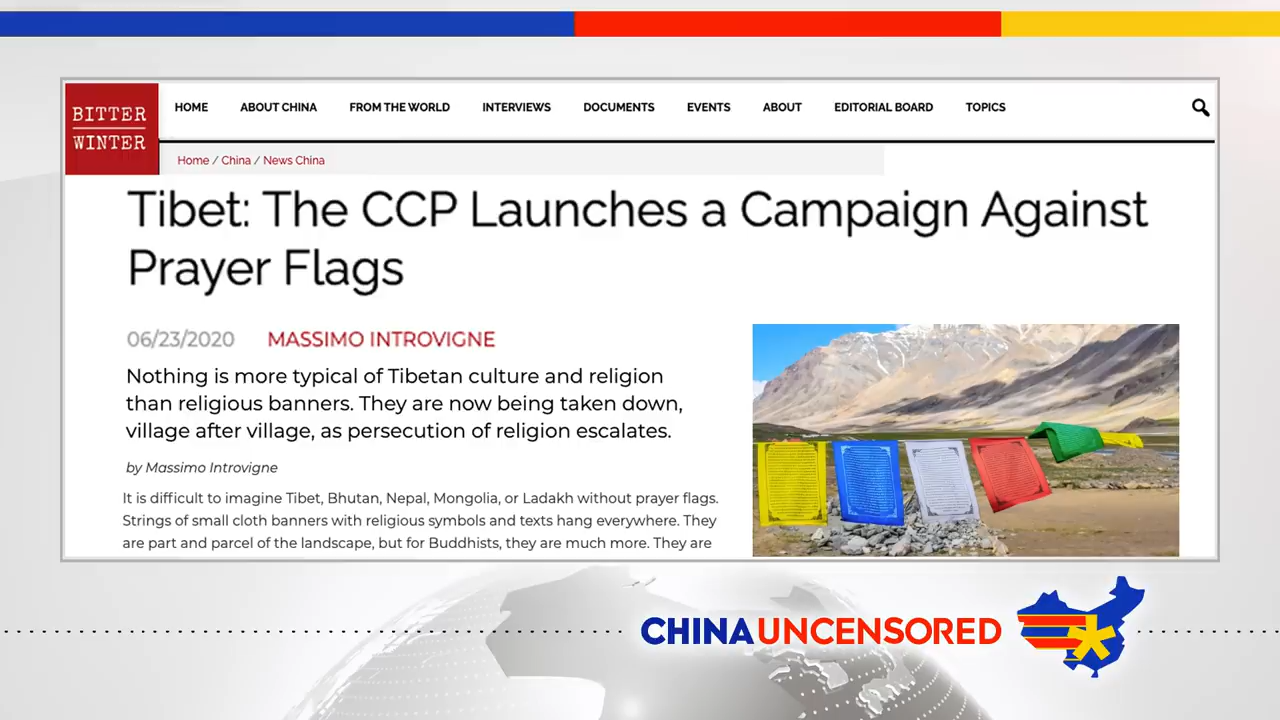 BITTER
WINTER
HOME ABOUT CHINA FROM THE WORLD INTERVIEWS DOCUMENTS EVENTS ABOUT EDITORIAL BOARD TOPICS
Home / China / News China
Tibet: The CCP Launches a Campaign Against
Prayer Flags
06/23/2020 MASSIMO INTROVIGNE
Nothing is more typical of Tibetan culture and religion
than religious banners. They are now being taken down,
village after village, as persecution of religion escalates.
by Massimo Introvigne
It is difficult to imagine Tibet, Bhutan, Nepal, Mongolia, or Ladakh without prayer flags.
Strings of small cloth banners with religious symbols and texts hang everywhere. They
are part and parcel of the landscape, but for Buddhists, they are much more. They are
CHINA UNCENSORED